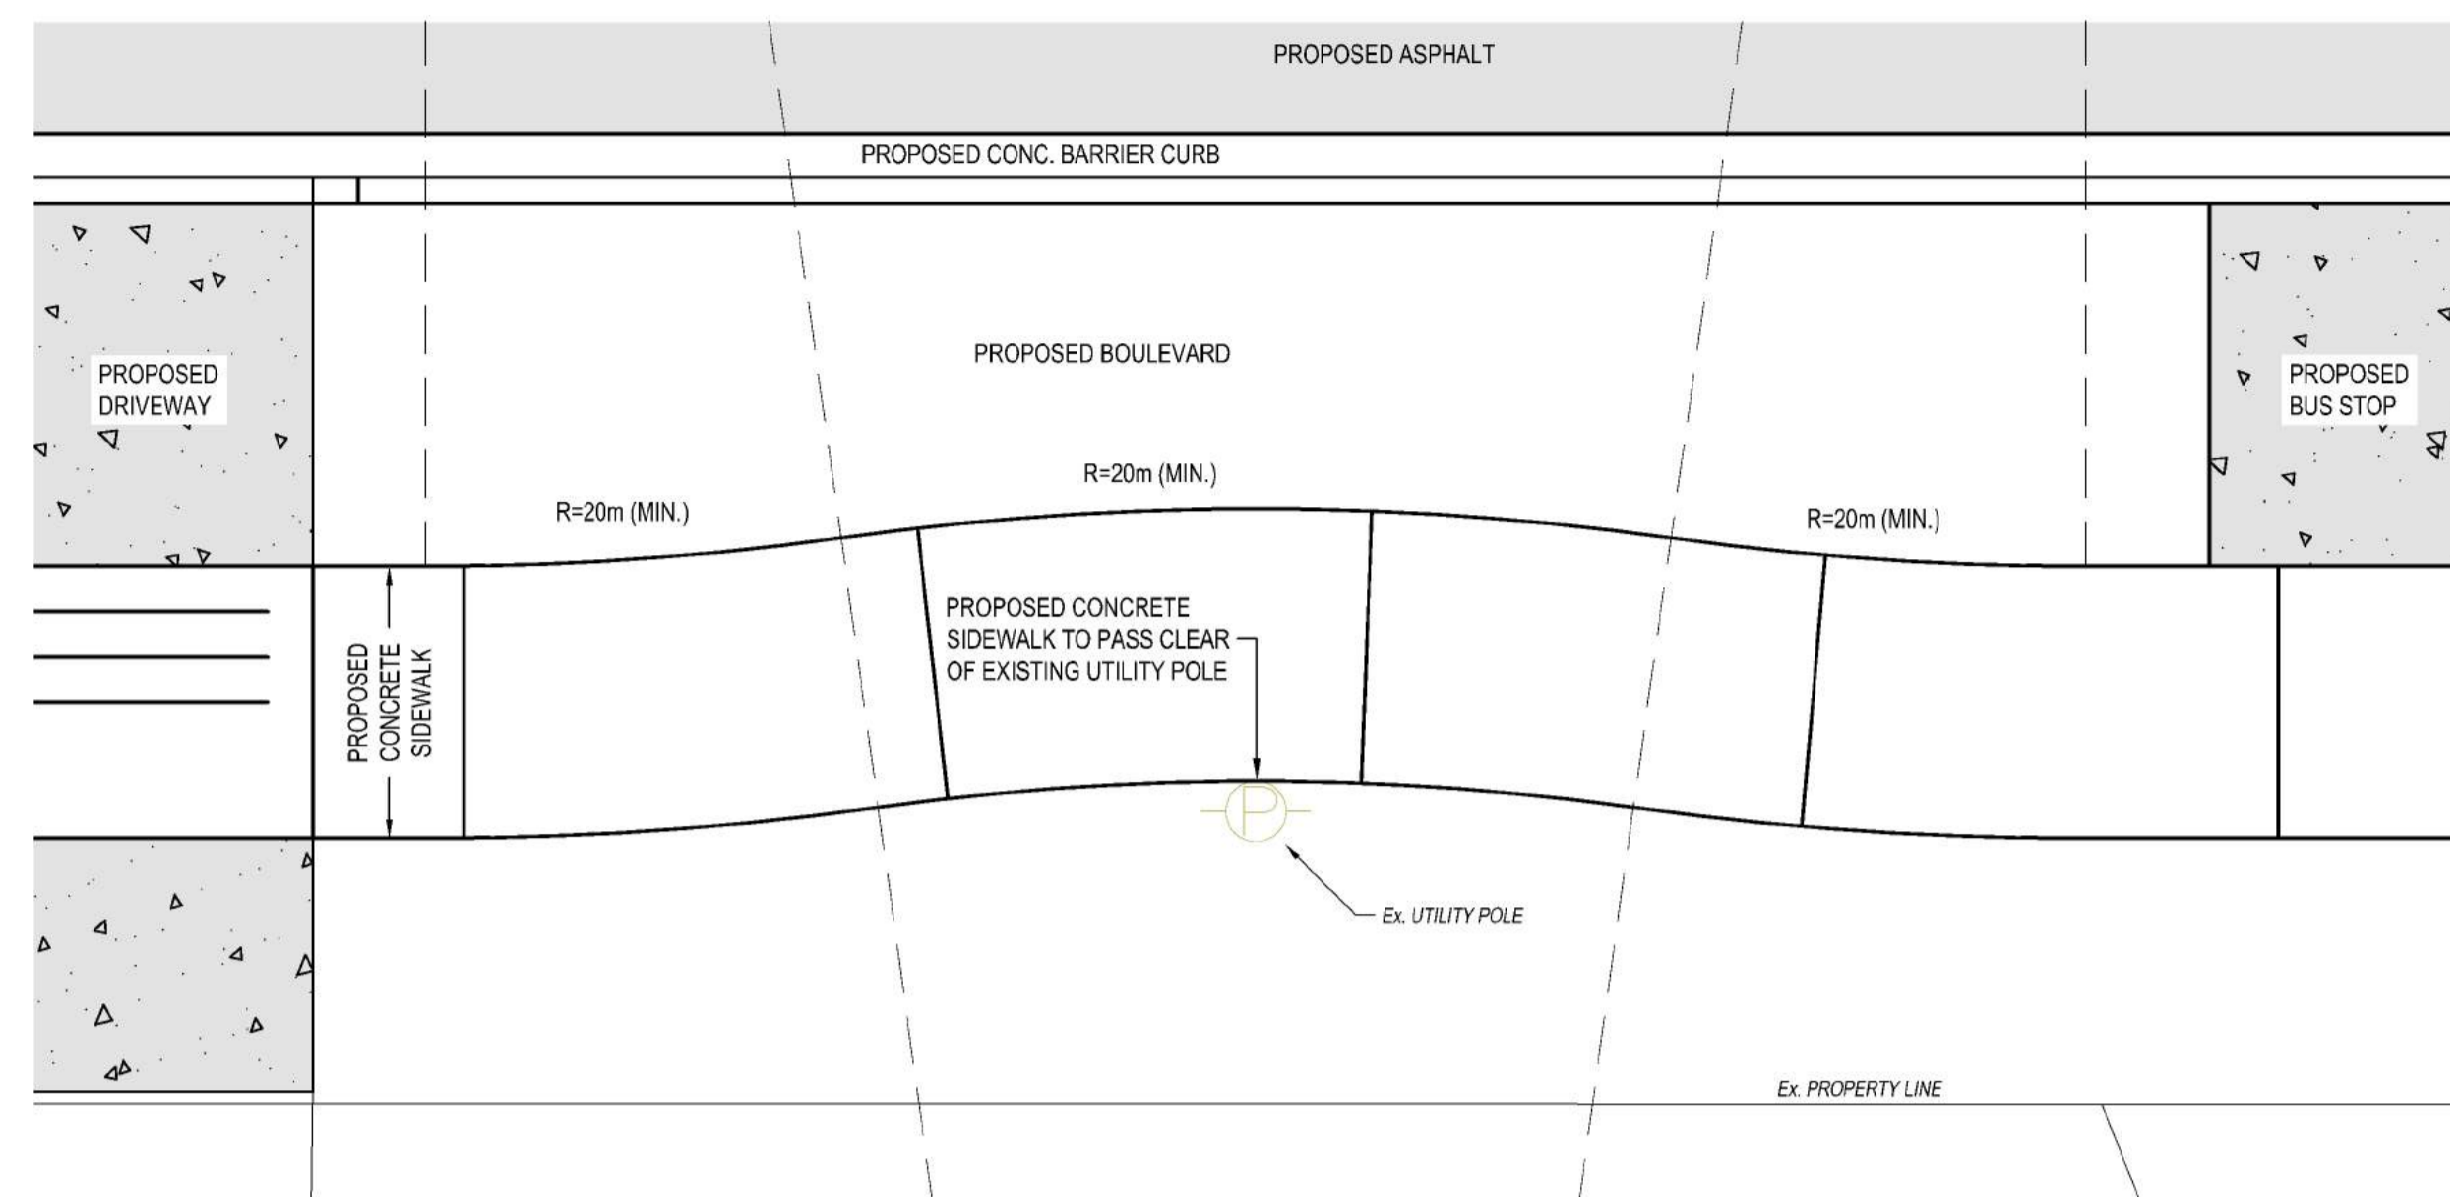 PROPOSED ASPHALT
PROPOSED CONC. BARRIER CURB
PROPOSED BOULEVARD
PROPOSED
DRIVEWAY
PROPOSED
BUS STOP
R=20m (MIN.)
R=20m (MIN.)
R=20m (MIN.)
PROPOSED CONCRETE
SIDEWALK TO PASS CLEAR
OF EXISTING UTILITY POLE
PROPOSED
CONCRETE
SIDEWALK
P
Ex. UTILITY POLE
Ex. PROPERTY LINE